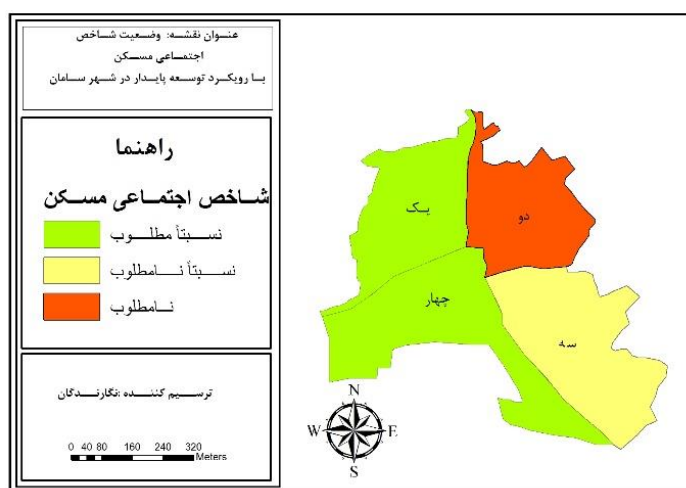 عنوان نقشه: وضعیت شاخص
اجتماعی مسکن
با رویکرد توسعه پایدار در شهر سامان
راهنما
شاخص اجتماعی مسکن
نسبتاً مطلوب
نسبتاً نامطلوب
نامطلوب
ترسیم کننده :نگارندگان
0 40 80 160 240 320
Meters
یک
دو
چهار
سه
N
W E
S